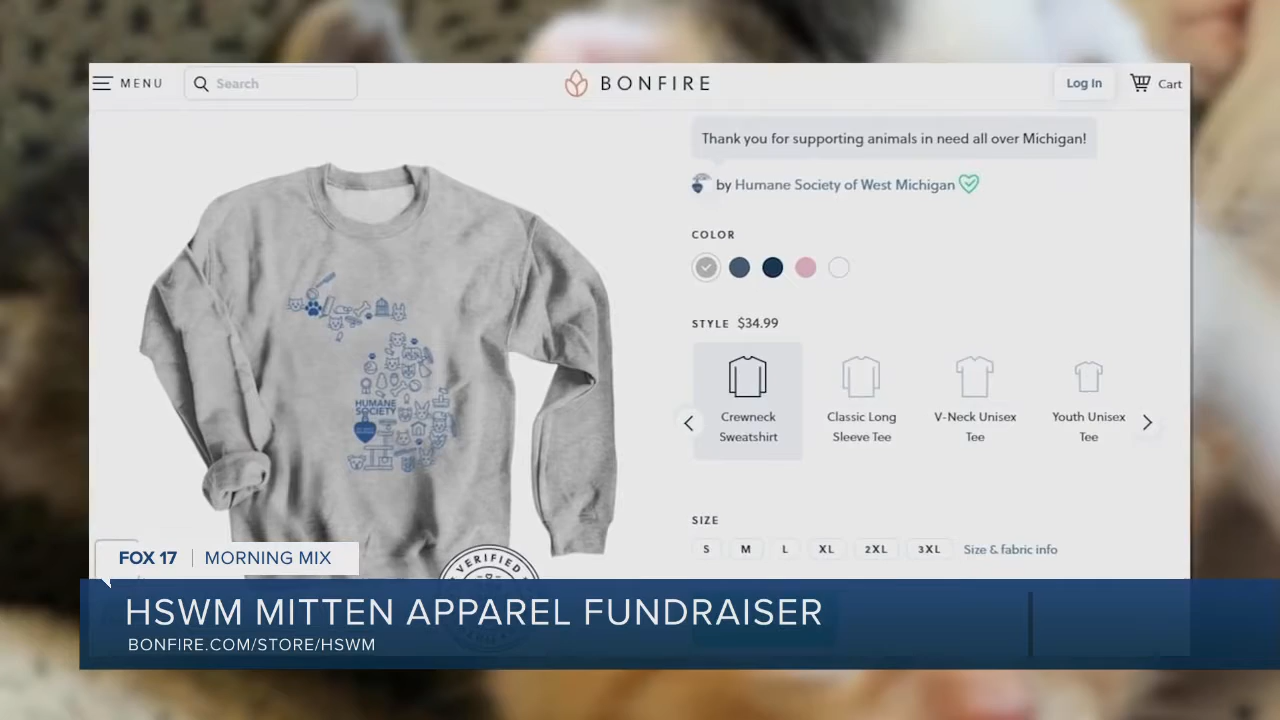 MENU
Search
BONFIRE
Log In
Cart
Thank you for supporting animals in need all over Michigan!
by Humane Society of West Michigan
COLOR
STYLE $34.99
Crewneck
Sweatshirt
Classic Long
Sleeve Tee
V-Neck Unisex
Tee
Youth Unisex
Tee
HUMANE
SOCIETY
SIZE
S M L XL 2XL 3XL Size & fabric info
VERIFIED
FOX 17 MORNING MIX
HSWM MITTEN APPAREL FUNDRAISER
BONFIRE.COM/STORE/HSWM